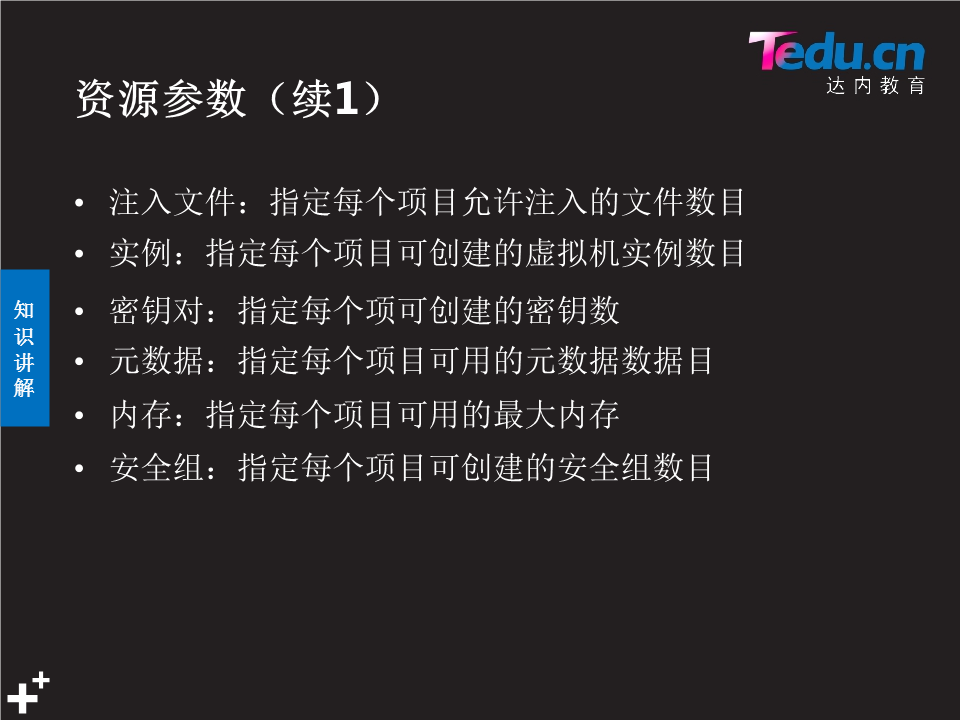 Tedu.cn
达内教育
资源参数（续1）
• 注入文件：指定每个项目允许注入的文件数目
• 实例：指定每个项目可创建的虚拟机实例数目
• 密钥对：指定每个项可创建的密钥数
• 元数据：指定每个项目可用的元数据数据目
• 内存：指定每个项目可用的最大内存
• 安全组：指定每个项目可创建的安全组数目
知
识
讲
解